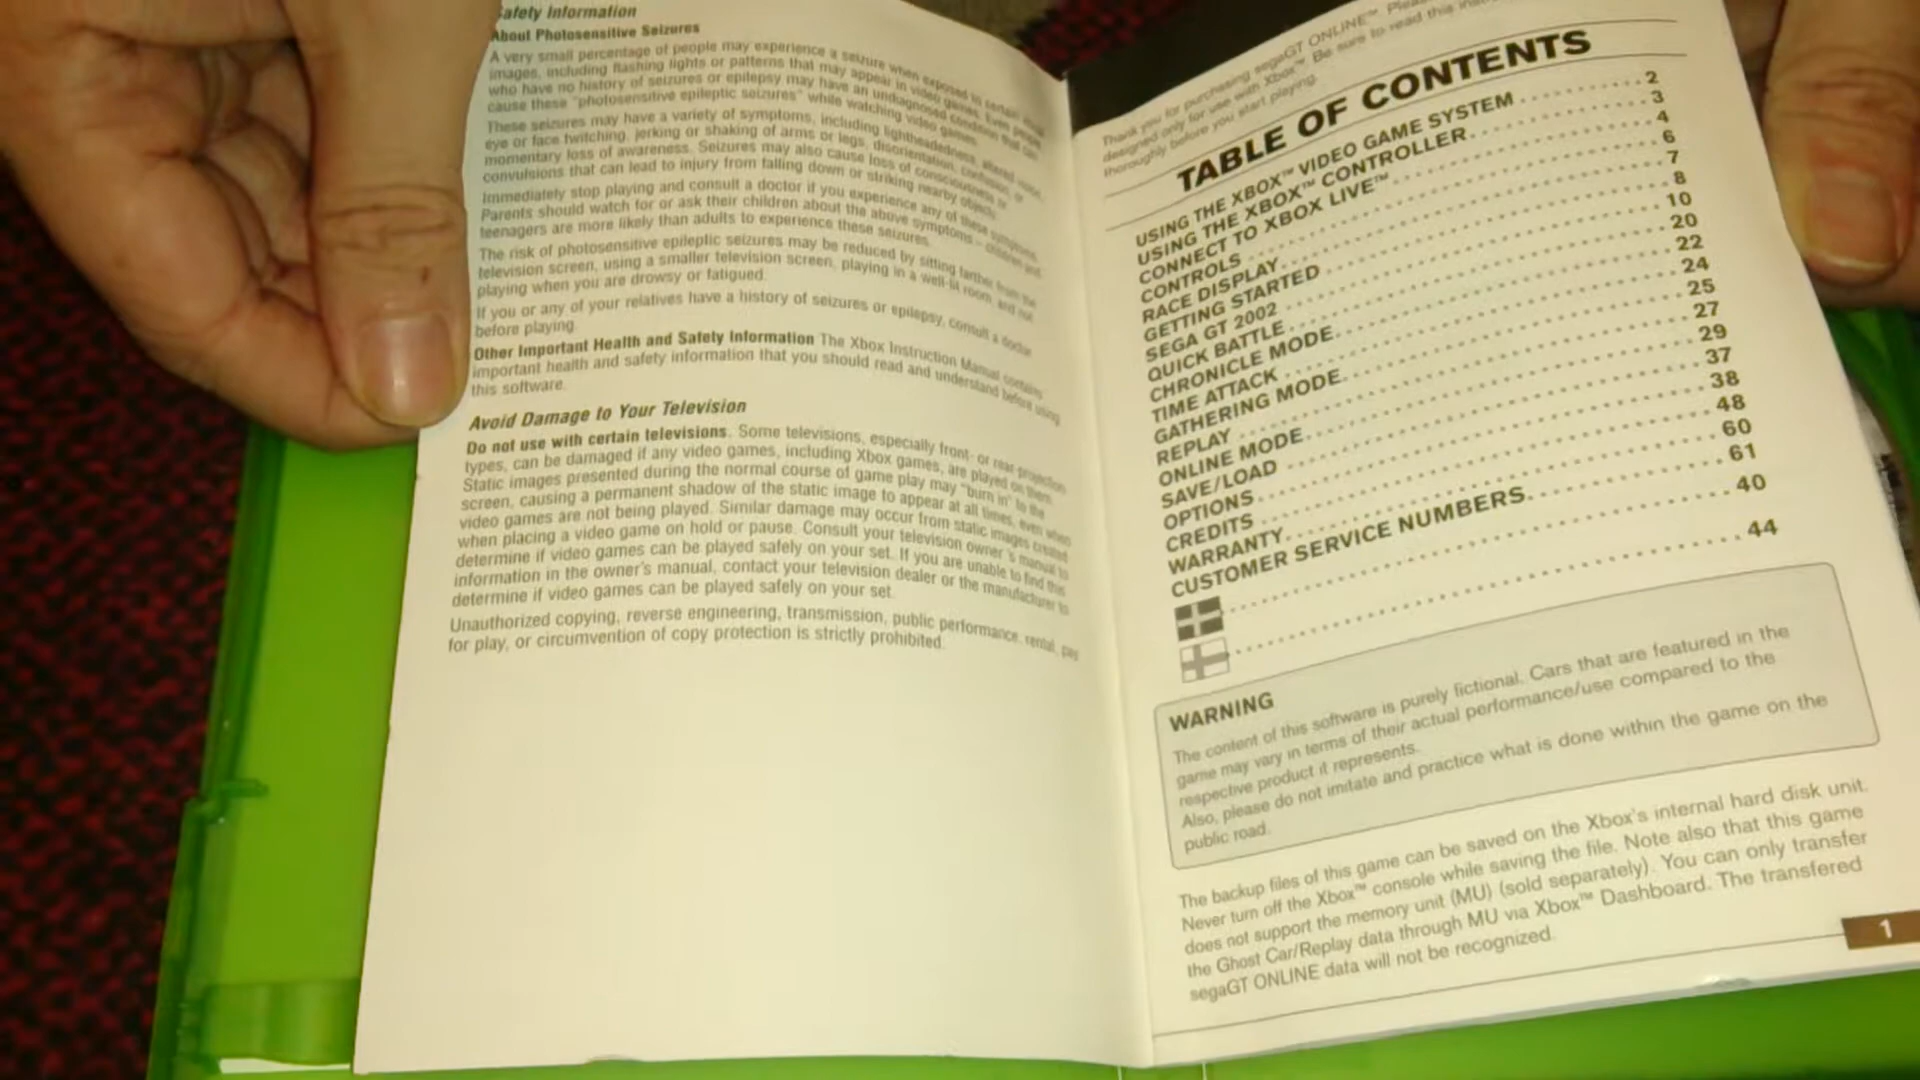 Safety Information
About Photosensitive Seizures
A very small percentage of people may experience a seizure when exposed to certain visual
images, including flashing lights or patterns that may appear in video games. Even people
who have no history of seizures or epilepsy may have an undiagnosed condition that can
cause these "photosensitive epileptic seizures" while watching video games.
These seizures may have a variety of symptoms, including lightheadedness, altered vision,
eye or face twitching, jerking or shaking of arms or legs, disorientation, confusion, or
momentary loss of awareness. Seizures may also cause loss of consciousness or
convulsions that can lead to injury from falling down or striking nearby objects.
Immediately stop playing and consult a doctor if you experience any of these symptoms.
Parents should watch for or ask their children about the above symptoms – children and
teenagers are more likely than adults to experience these seizures.
The risk of photosensitive epileptic seizures may be reduced by sitting farther from the
television screen, using a smaller television screen, playing in a well-lit room, and not
playing when you are drowsy or fatigued.
If you or any of your relatives have a history of seizures or epilepsy, consult a doctor
before playing.
Other Important Health and Safety Information The Xbox Instruction Manual contains
important health and safety information that you should read and understand before using
this software.
Avoid Damage to Your Television
Do not use with certain televisions. Some televisions, especially front- or rear-projection
types, can be damaged if any video games, including Xbox games, are played on them.
Static images presented during the normal course of game play may "burn in" to the
screen, causing a permanent shadow of the static image to appear at all times, even when
video games are not being played. Similar damage may occur from static images created
when placing a video game on hold or pause. Consult your television owner's manual to
determine if video games can be played safely on your set. If you are unable to find this
information in the owner's manual, contact your television dealer or the manufacturer to
determine if video games can be played safely on your set.
Unauthorized copying, reverse engineering, transmission, public performance, rental, pay
for play, or circumvention of copy protection is strictly prohibited.
Thank you for purchasing segaGT ONLINE™. Please
designed only for use with Xbox™. Be sure to read this
thoroughly before you start playing.
TABLE OF CONTENTS
USING THE XBOX™ VIDEO GAME SYSTEM . . . . . . . . . . 2
USING THE XBOX™ CONTROLLER. . . . . . . . . . 3
CONNECT TO XBOX LIVE™ . . . . . . . . . . 4
CONTROLS . . . . . . . . . . 6
RACE DISPLAY. . . . . . . . . . 7
GETTING STARTED . . . . . . . . . . 8
SEGA GT 2002 . . . . . . . . . . 10
QUICK BATTLE. . . . . . . . . . 20
CHRONICLE MODE. . . . . . . . . . 22
TIME ATTACK . . . . . . . . . . 24
GATHERING MODE. . . . . . . . . . 25
REPLAY . . . . . . . . . . 27
ONLINE MODE. . . . . . . . . . 29
SAVE/LOAD . . . . . . . . . . 37
OPTIONS . . . . . . . . . . 38
CREDITS . . . . . . . . . . 48
WARRANTY. . . . . . . . . . 60
CUSTOMER SERVICE NUMBERS. . . . . . . . . . 61
. . . . . . . . . . 40
. . . . . . . . . . 44
WARNING
The content of this software is purely fictional. Cars that are featured in the
game may vary in terms of their actual performance/use compared to the
respective product it represents.
Also, please do not imitate and practice what is done within the game on the
public road.
The backup files of this game can be saved on the Xbox's internal hard disk unit.
Never turn off the Xbox™ console while saving the file. Note also that this game
does not support the memory unit (MU) (sold separately). You can only transfer
the Ghost Car/Replay data through MU via Xbox™ Dashboard. The transfered
segaGT ONLINE data will not be recognized.
1